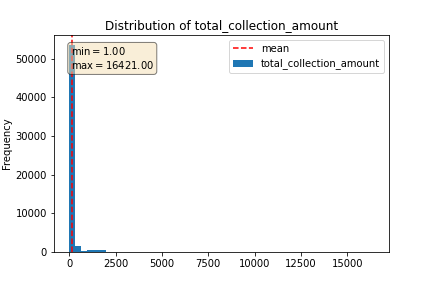 Distribution of total_collection_amount
min = 1.00
max = 16421.00
mean
total_collection_amount
Frequency
50000
40000
30000
20000
10000
0
0 2500 5000 7500 10000 12500 15000